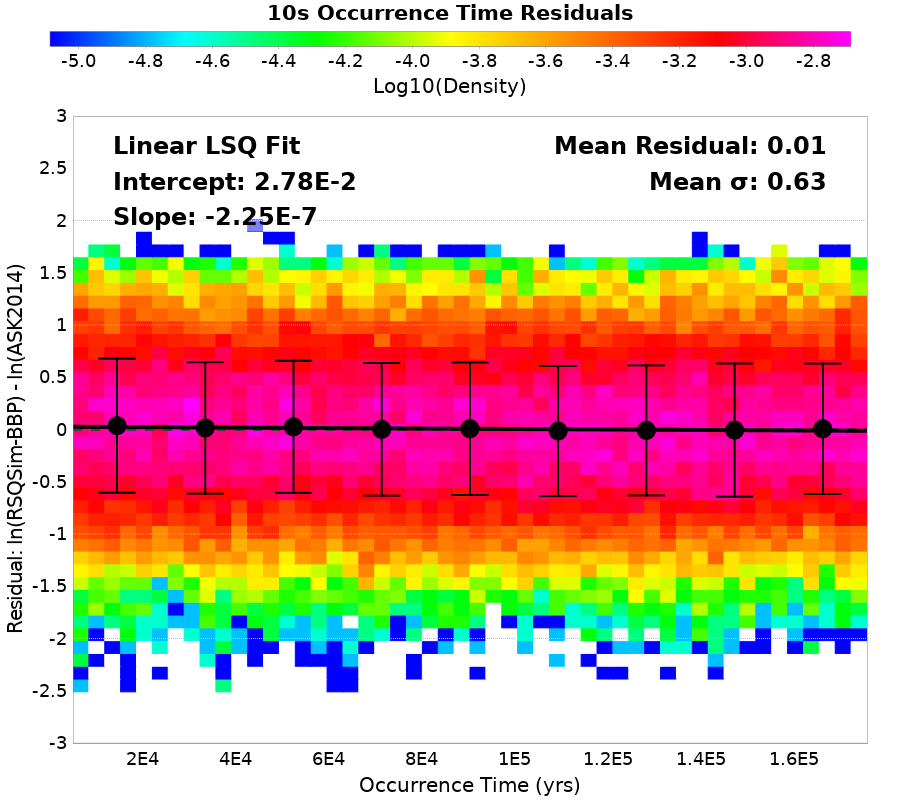 10s Occurrence Time Residuals
-5.0 -4.8 -4.6 -4.4 -4.2 -4.0 -3.8 -3.6 -3.4 -3.2 -3.0 -2.8
Log10(Density)
Linear LSQ Fit
Intercept: 2.78E-2
Slope: -2.25E-7
Mean Residual: 0.01
Mean σ: 0.63
Residual: ln(RSQSim-BBP) - ln(ASK2014)
3
2.5
2
1.5
1
0.5
0
-0.5
-1
-1.5
-2
-2.5
-3
2E4 4E4 6E4 8E4 1E5 1.2E5 1.4E5 1.6E5
Occurrence Time (yrs)